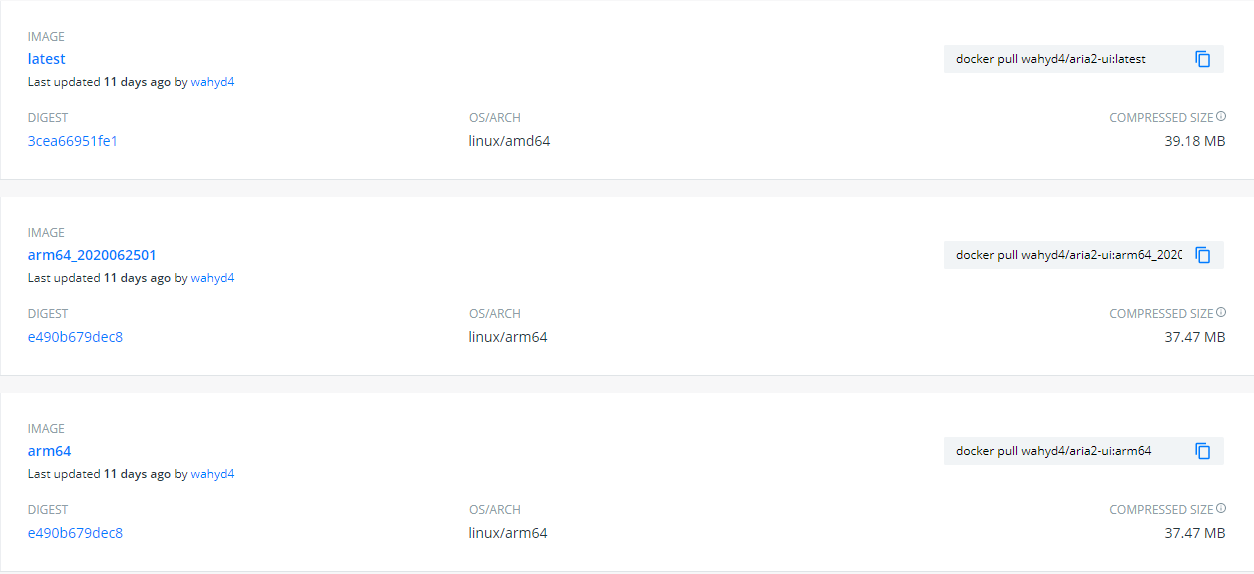 IMAGE
latest
docker pull wahyd4/aria2-ui:latest
Last updated 11 days ago by wahyd4
DIGEST OS/ARCH COMPRESSED SIZE
3cea66951fe1 linux/amd64 39.18 MB
IMAGE
arm64_2020062501
docker pull wahyd4/aria2-ui:arm64_202
Last updated 11 days ago by wahyd4
DIGEST OS/ARCH COMPRESSED SIZE
e490b679dec8 linux/arm64 37.47 MB
IMAGE
arm64
docker pull wahyd4/aria2-ui:arm64
Last updated 11 days ago by wahyd4
DIGEST OS/ARCH COMPRESSED SIZE
e490b679dec8 linux/arm64 37.47 MB